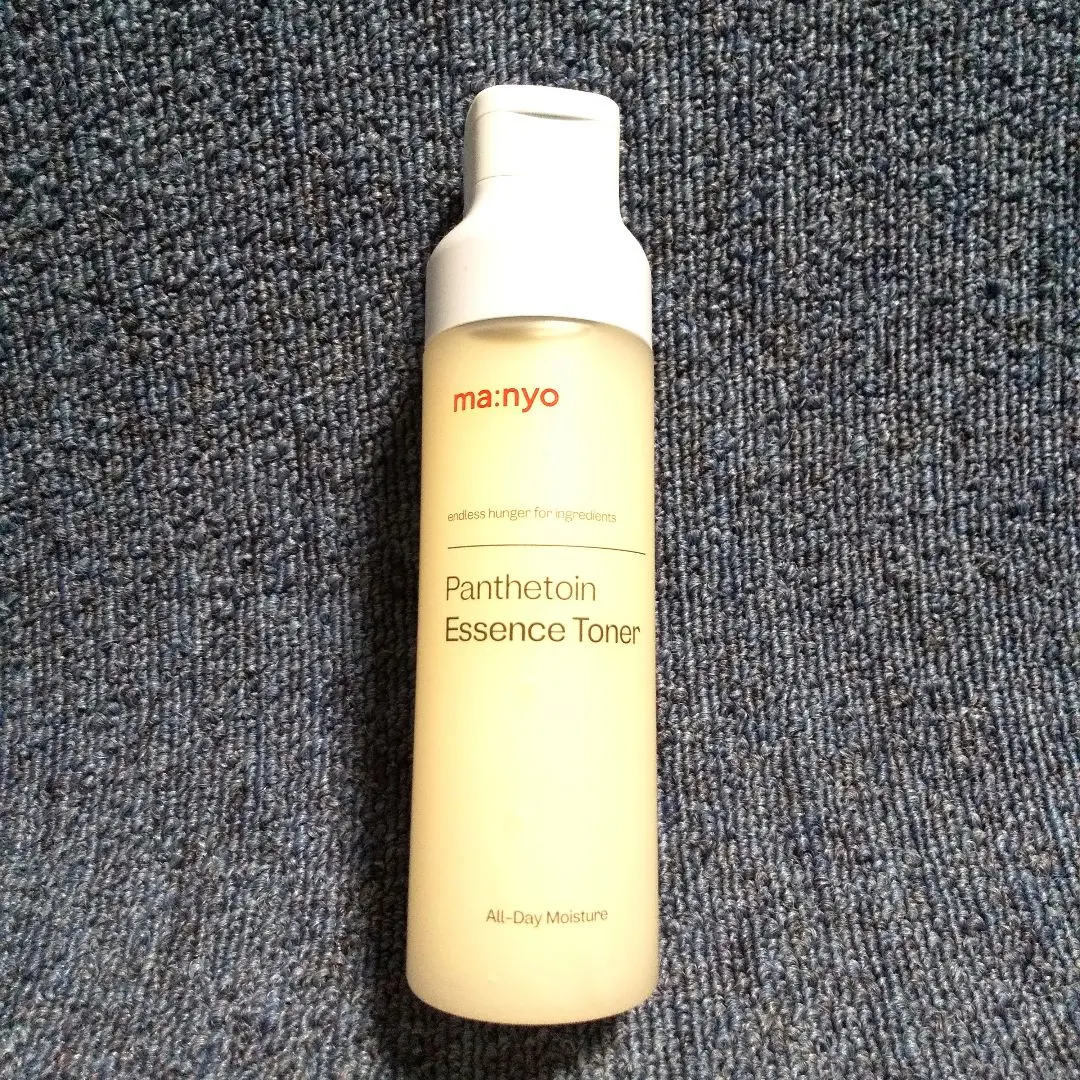 ma:nyo
endless hunger for ingredients
Panthetoin
Essence Toner
All-Day Moisture